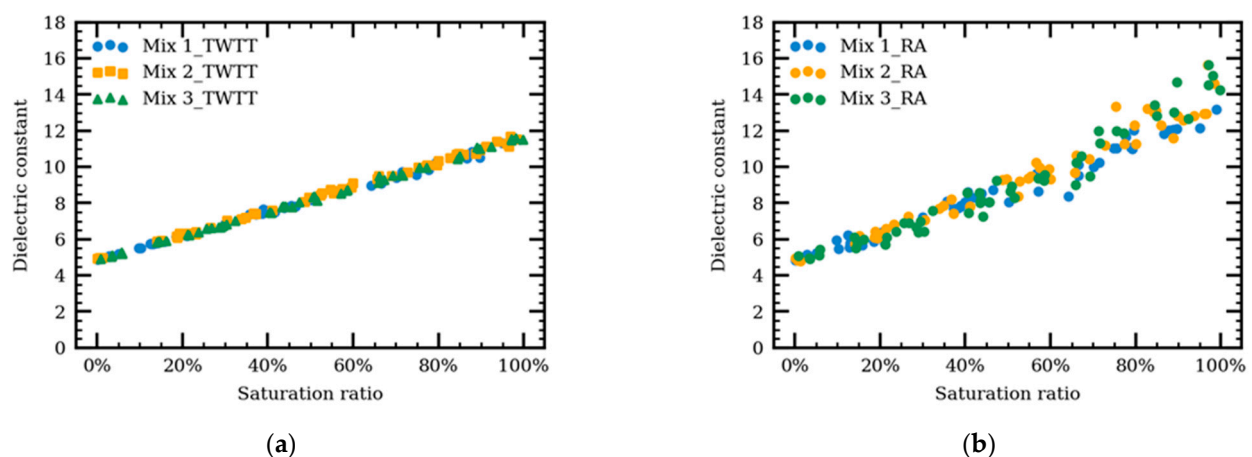 18
16
14
12
10
8
6
4
2
0
Dielectric constant
Mix 1_TWTT
Mix 2_TWTT
Mix 3_TWTT
0% 20% 40% 60% 80% 100%
Saturation ratio
(a)
18
16
14
12
10
8
6
4
2
0
Dielectric constant
Mix 1_RA
Mix 2_RA
Mix 3_RA
0% 20% 40% 60% 80% 100%
Saturation ratio
(b)